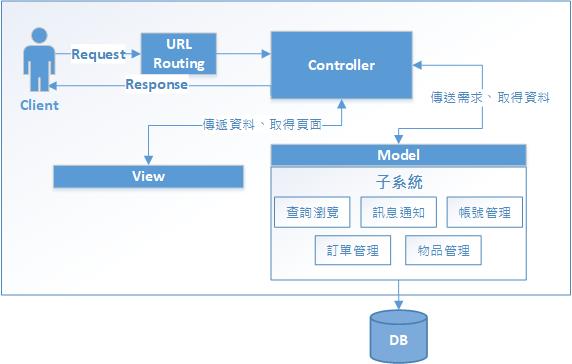 Client
Request
URL
Routing
Controller
Response
傳送需求、取得資料
傳遞資料、取得頁面
View
Model
子系統
查詢瀏覽
訊息通知
帳號管理
訂單管理
物品管理
DB